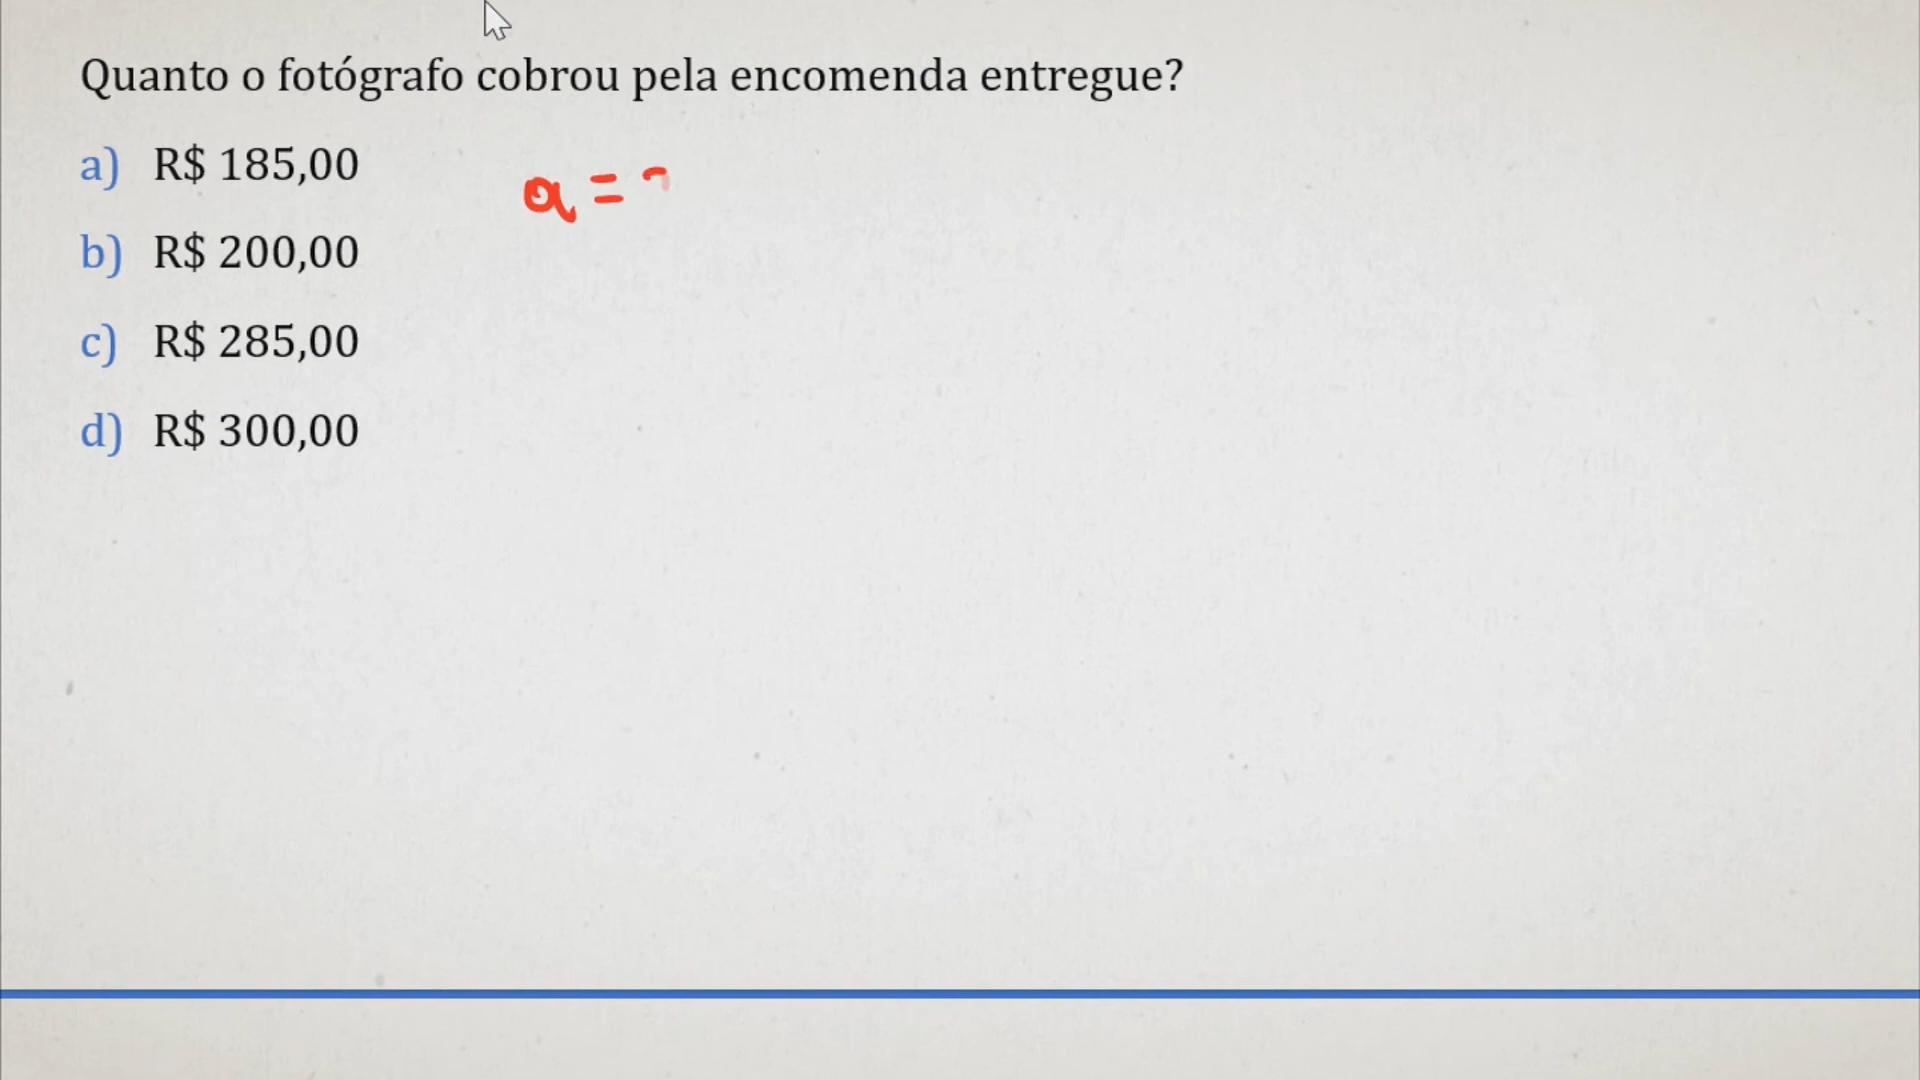 Quanto o fotógrafo cobrou pela encomenda entregue?
a) R$ 185,00
a =
b) R$ 200,00
c) R$ 285,00
d) R$ 300,00